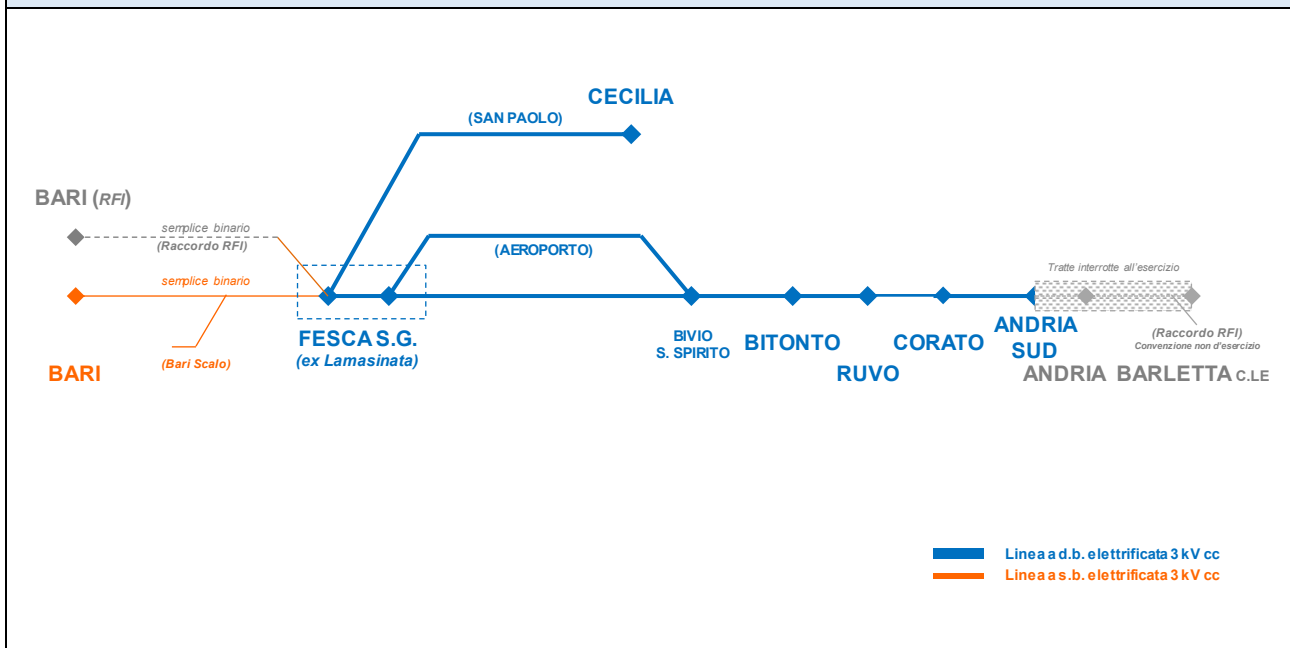 CECILIA
(SAN PAOLO)
BARI (RFI)
semplice binario
(Raccordo RFI)
(AEROPORTO)
semplice binario
Tratte interrotte all'esercizio
(Bari Scalo)
BARI
FESCA S.G.
(ex Lamasinata)
BIVIO
S. SPIRITO
BITONTO
RUVO
CORATO
ANDRIA
SUD
(Raccordo RFI)
Convenzione non d'esercizio
ANDRIA
BARLETTA C.LE
Linea a d.b. elettrificata 3 kV cc
Linea a s.b. elettrificata 3 kV cc